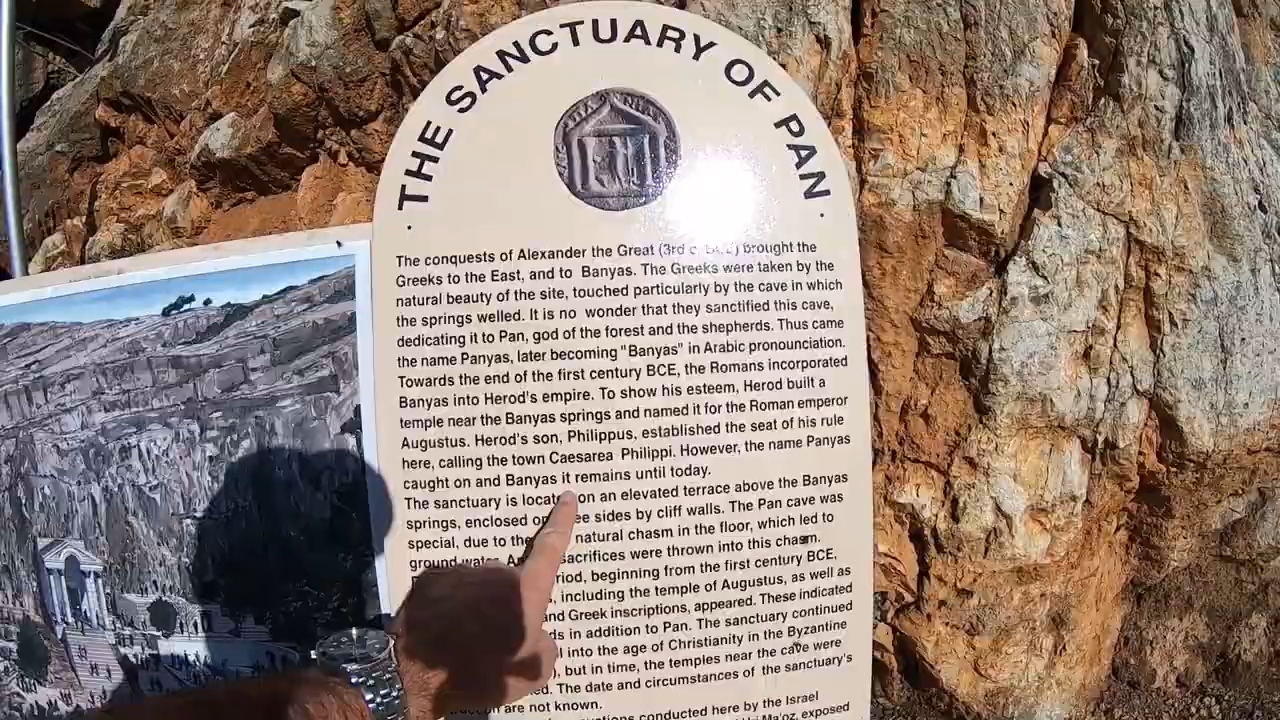 THE SANCTUARY OF PAN
The conquests of Alexander the Great (3rd c. B.C.E) brought the
Greeks to the East, and to Banyas. The Greeks were taken by the
natural beauty of the site, touched particularly by the cave in which
the springs welled. It is no wonder that they sanctified this cave,
dedicating it to Pan, god of the forest and the shepherds. Thus came
the name Panyas, later becoming "Banyas" in Arabic pronounciation.
Towards the end of the first century BCE, the Romans incorporated
Banyas into Herod's empire. To show his esteem, Herod built a
temple near the Banyas springs and named it for the Roman emperor
Augustus. Herod's son, Philippus, established the seat of his rule
here, calling the town Caesarea Philippi. However, the name Panyas
caught on and Banyas it remains until today.
The sanctuary is located on an elevated terrace above the Banyas
springs, enclosed on sides by cliff walls. The Pan cave was
special, due to the natural chasm in the floor, which led to
ground water. sacrifices were thrown into this chasm.
beginning from the first century BCE,
including the temple of Augustus, as well as
and Greek inscriptions, appeared. These indicated
in addition to Pan. The sanctuary continued
into the age of Christianity in the Byzantine
but in time, the temples near the cave were
The date and circumstances of the sanctuary's
are not known.
conducted here by the Israel
Ma'oz, exposed